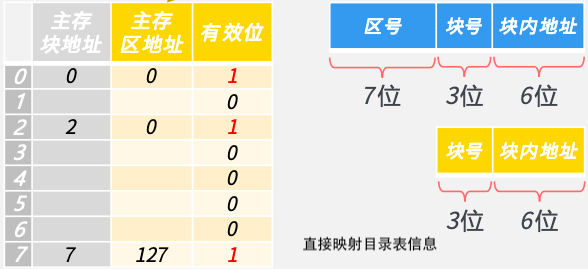 主存
块地址
主存
区地址
有效位
0 0 0 1
1 0
2 2 0 1
3 0
4 0
5 0
6 0
7 7 127 1
区号 块号 块内地址
7位 3位 6位
块号 块内地址
3位 6位
直接映射目录表信息